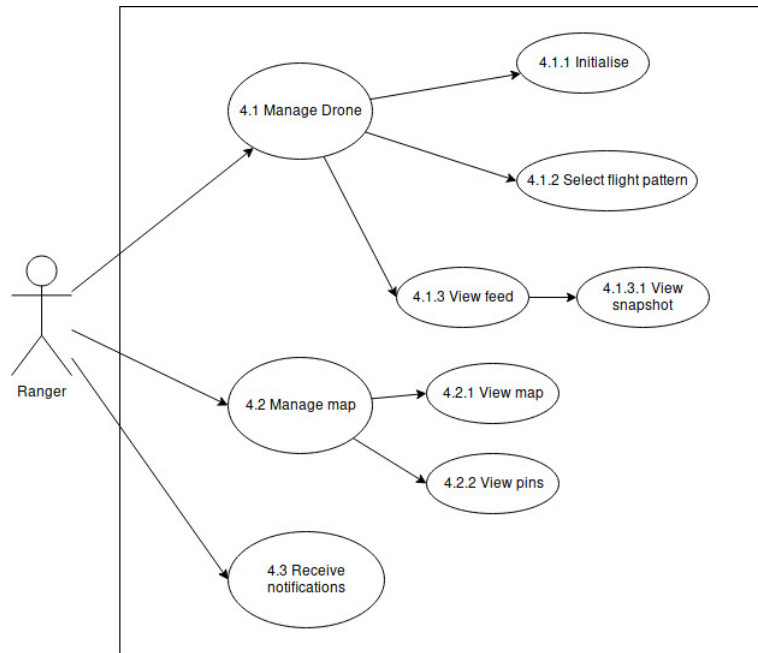 4.1.1 Initialise
4.1 Manage Drone
4.1.2 Select flight pattern
4.1.3 View feed
4.1.3.1 View
snapshot
Ranger
4.2 Manage map
4.2.1 View map
4.2.2 View pins
4.3 Receive
notifications